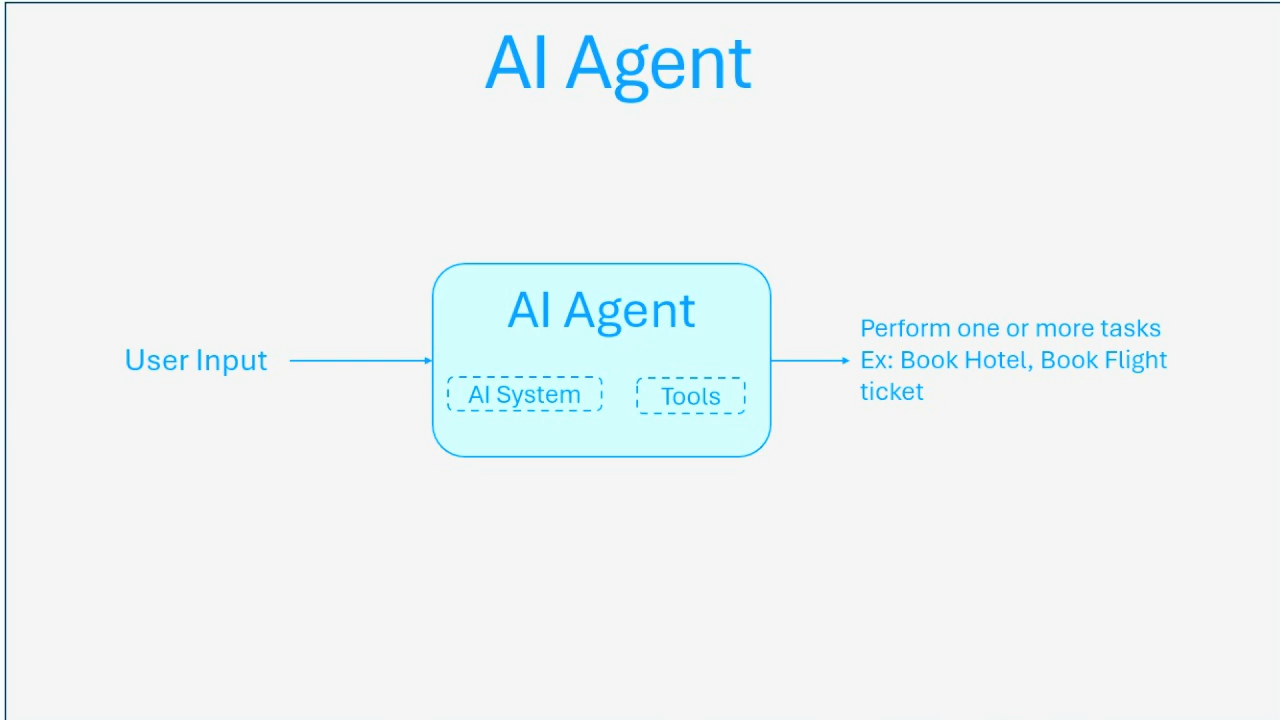 AI Agent
User Input
AI Agent
AI System
Tools
Perform one or more tasks
Ex: Book Hotel, Book Flight
ticket